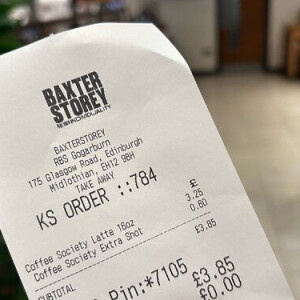 BAXTER
STOREY
INDIVIDUALITY
BAXTERSTOREY
RBS Gogarburn
175 Glasgow Road, Edinburgh
Midlothian, EH12 9BH
TAKE AWAY
KS ORDER ::784
£
Coffee Society Latte 16oz 3.25
Coffee Society Extra Shot 0.60
SUBTOTAL £3.85
Pin:*7105 £3.85
£0.00